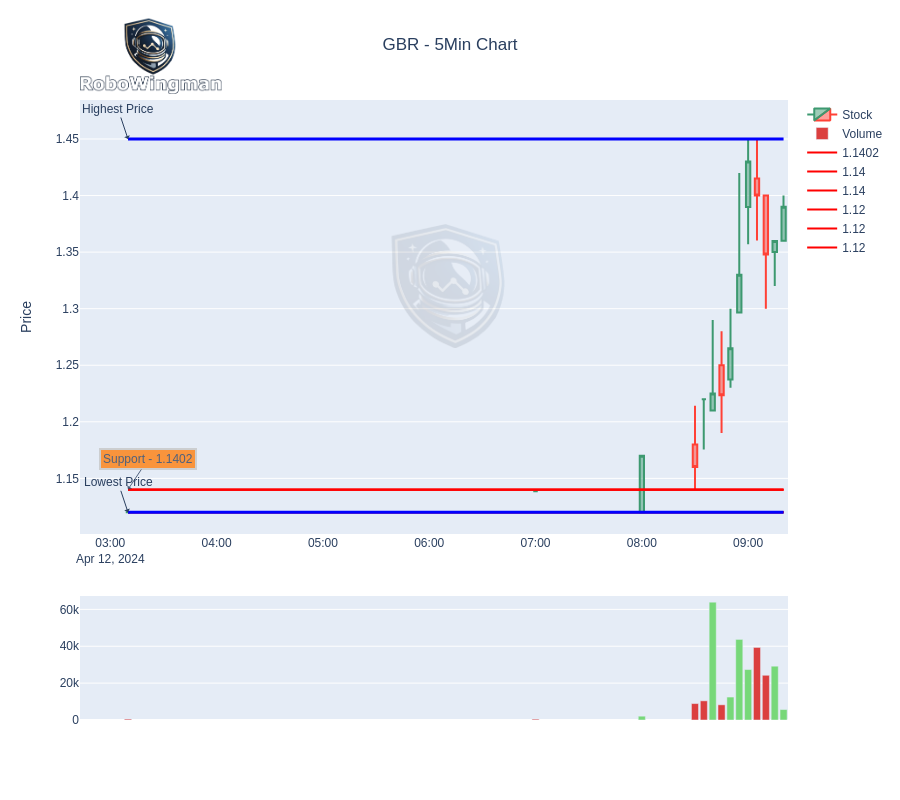 GBR - 5Min Chart
RoboWingman
Highest Price
Stock
Volume
1.1402
1.14
1.14
1.12
1.12
1.12
1.45
1.4
1.35
1.3
1.25
1.2
1.15
Price
Support - 1.1402
Lowest Price
03:00
04:00
05:00
06:00
07:00
08:00
09:00
Apr 12, 2024
60k
40k
20k
0